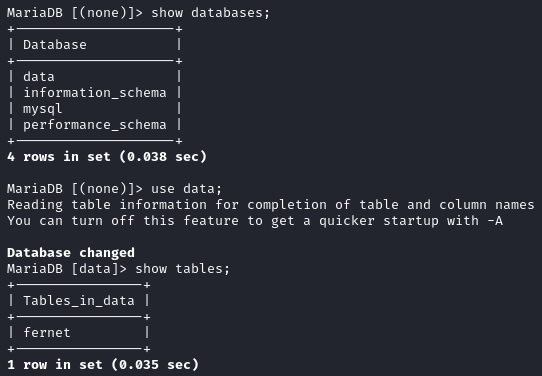 MariaDB [(none)]> show databases;
+--------------------+
| Database           |
+--------------------+
| data               |
| information_schema |
| mysql              |
| performance_schema |
+--------------------+
4 rows in set (0.038 sec)

MariaDB [(none)]> use data;
Reading table information for completion of table and column names
You can turn off this feature to get a quicker startup with -A

Database changed
MariaDB [data]> show tables;
+----------------+
| Tables_in_data |
+----------------+
| fernet         |
+----------------+
1 row in set (0.035 sec)